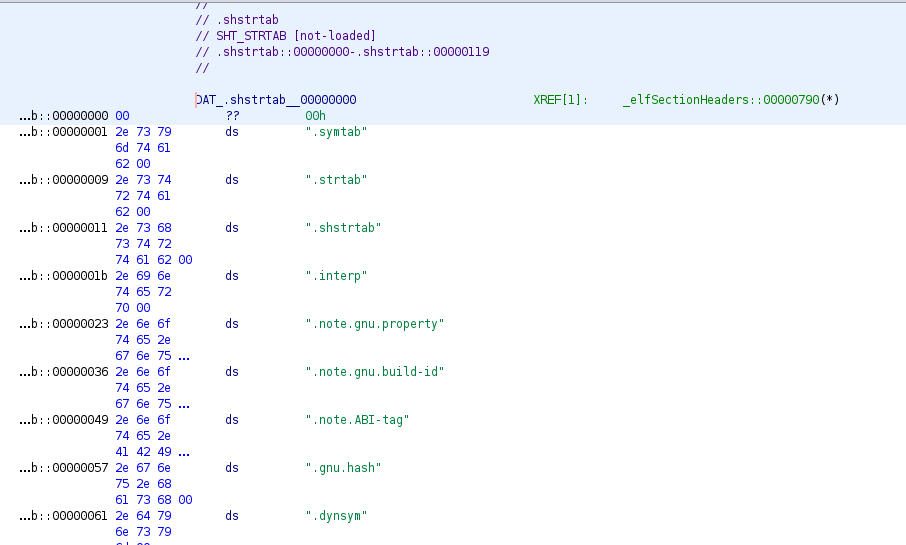 //
// .shstrtab
// SHT_STRTAB [not-loaded]
// .shstrtab::00000000-.shstrtab::00000119
//
DAT_.shstrtab__00000000 XREF[1]: _elfSectionHeaders::00000790(*)
...b::00000000 00 ?? 00h
...b::00000001 2e 73 79 ds ".symtab"
6d 74 61
62 00
...b::00000009 2e 73 74 ds ".strtab"
72 74 61
62 00
...b::00000011 2e 73 68 ds ".shstrtab"
73 74 72
74 61 62 00
...b::0000001b 2e 69 6e ds ".interp"
74 65 72
70 00
...b::00000023 2e 6e 6f ds ".note.gnu.property"
74 65 2e
67 6e 75 ...
...b::00000036 2e 6e 6f ds ".note.gnu.build-id"
74 65 2e
67 6e 75 ...
...b::00000049 2e 6e 6f ds ".note.ABI-tag"
74 65 2e
41 42 49 ...
...b::00000057 2e 67 6e ds ".gnu.hash"
75 2e 68
61 73 68 00
...b::00000061 2e 64 79 ds ".dynsym"
6e 73 79